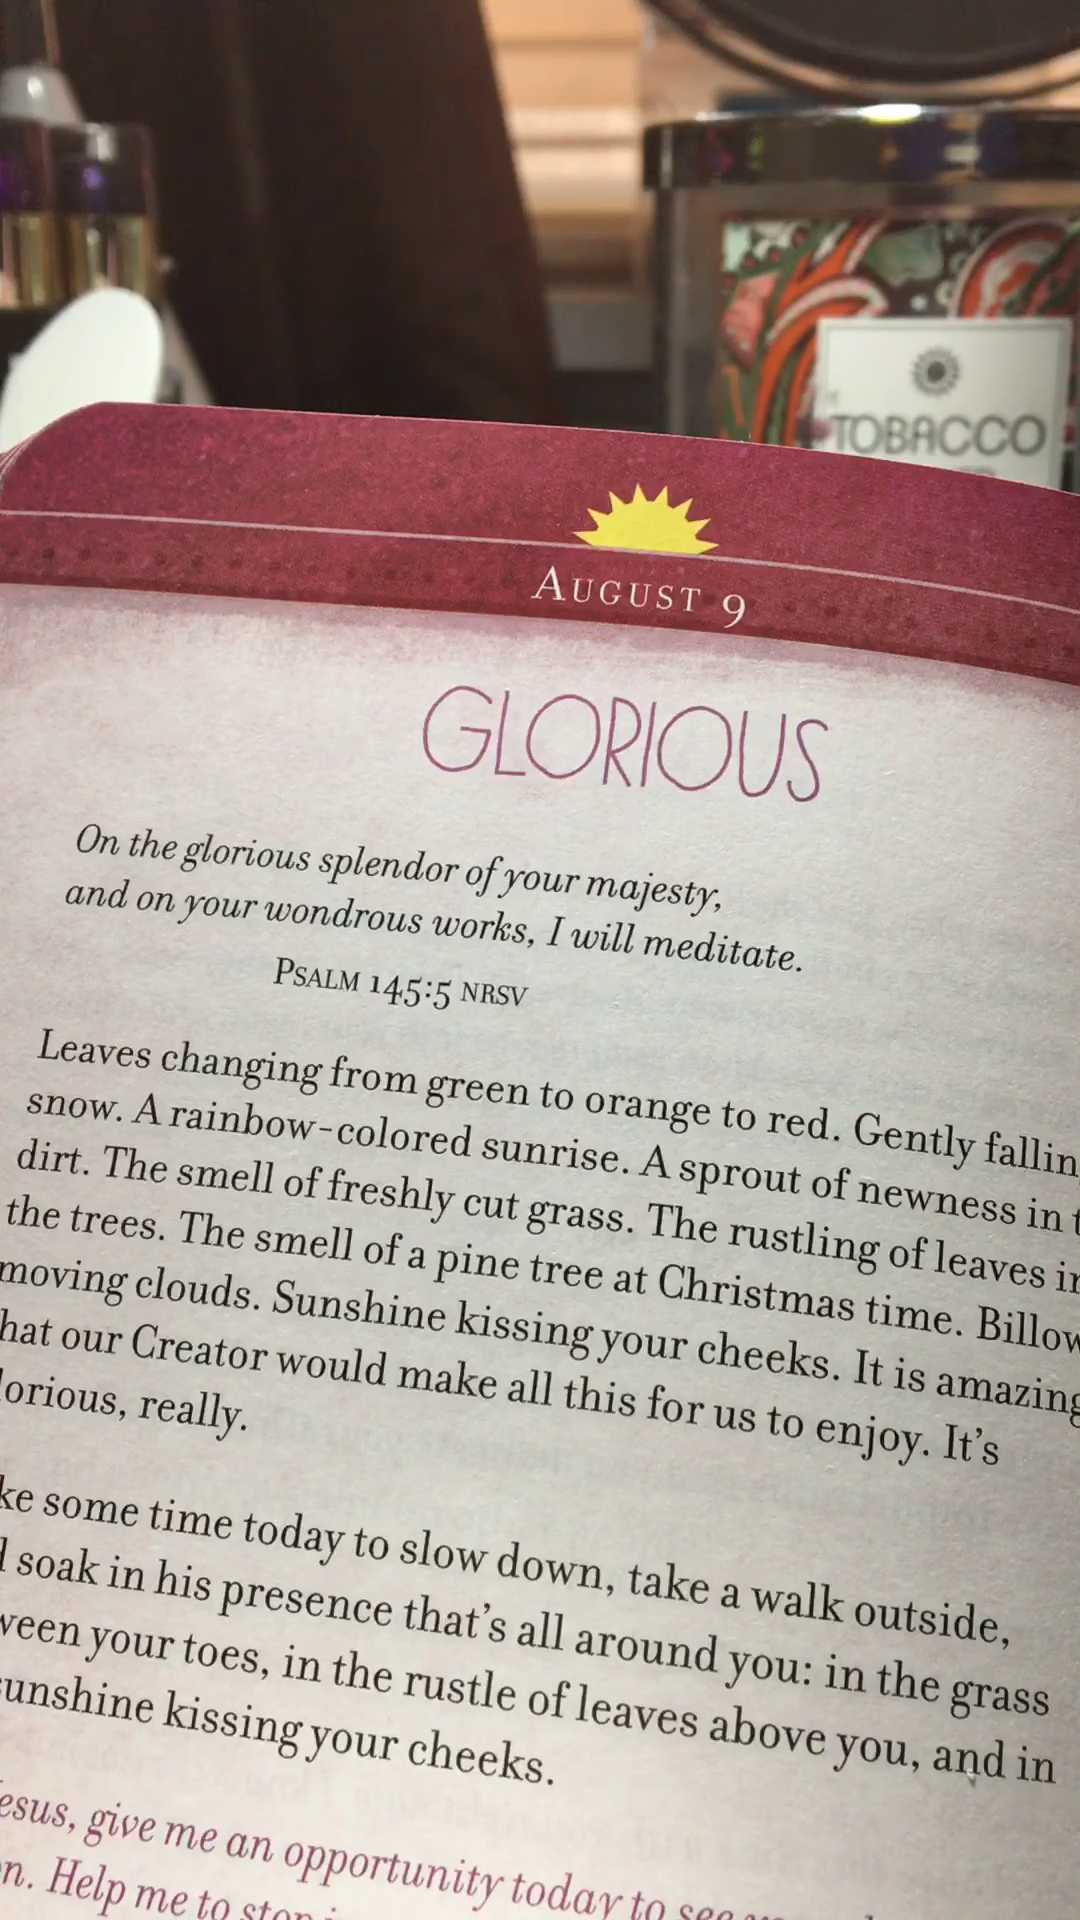 TOBACCO
AUGUST 9
GLORIOUS
On the glorious splendor of your majesty,
and on your wondrous works, I will meditate.
PSALM 145:5 NRSV
Leaves changing from green to orange to red. Gently fallin
snow. A rainbow-colored sunrise. A sprout of newness in t
dirt. The smell of freshly cut grass. The rustling of leaves in
the trees. The smell of a pine tree at Christmas time. Billow
moving clouds. Sunshine kissing your cheeks. It is amazing
hat our Creator would make all this for us to enjoy. It's
lorious, really.
ke some time today to slow down, take a walk outside,
d soak in his presence that's all around you: in the grass
ween your toes, in the rustle of leaves above you, and in
sunshine kissing your cheeks.
esus, give me an opportunity today to see
n. Help me to stop